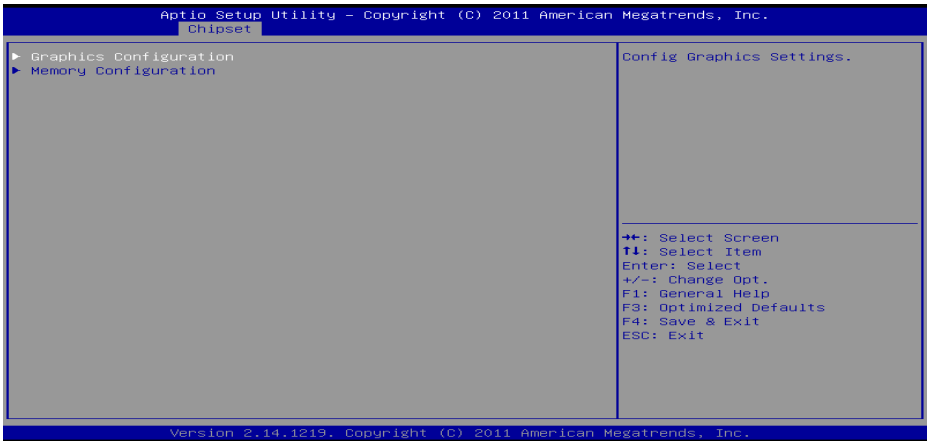 Aptio Setup Utility – Copyright (C) 2011 American Megatrends, Inc.
Chipset
▶ Graphics Configuration
▶ Memory Configuration
Config Graphics Settings.
→←: Select Screen
↑↓: Select Item
Enter: Select
+/-: Change Opt.
F1: General Help
F3: Optimized Defaults
F4: Save & Exit
ESC: Exit
Version 2.14.1219. Copyright (C) 2011 American Megatrends, Inc.